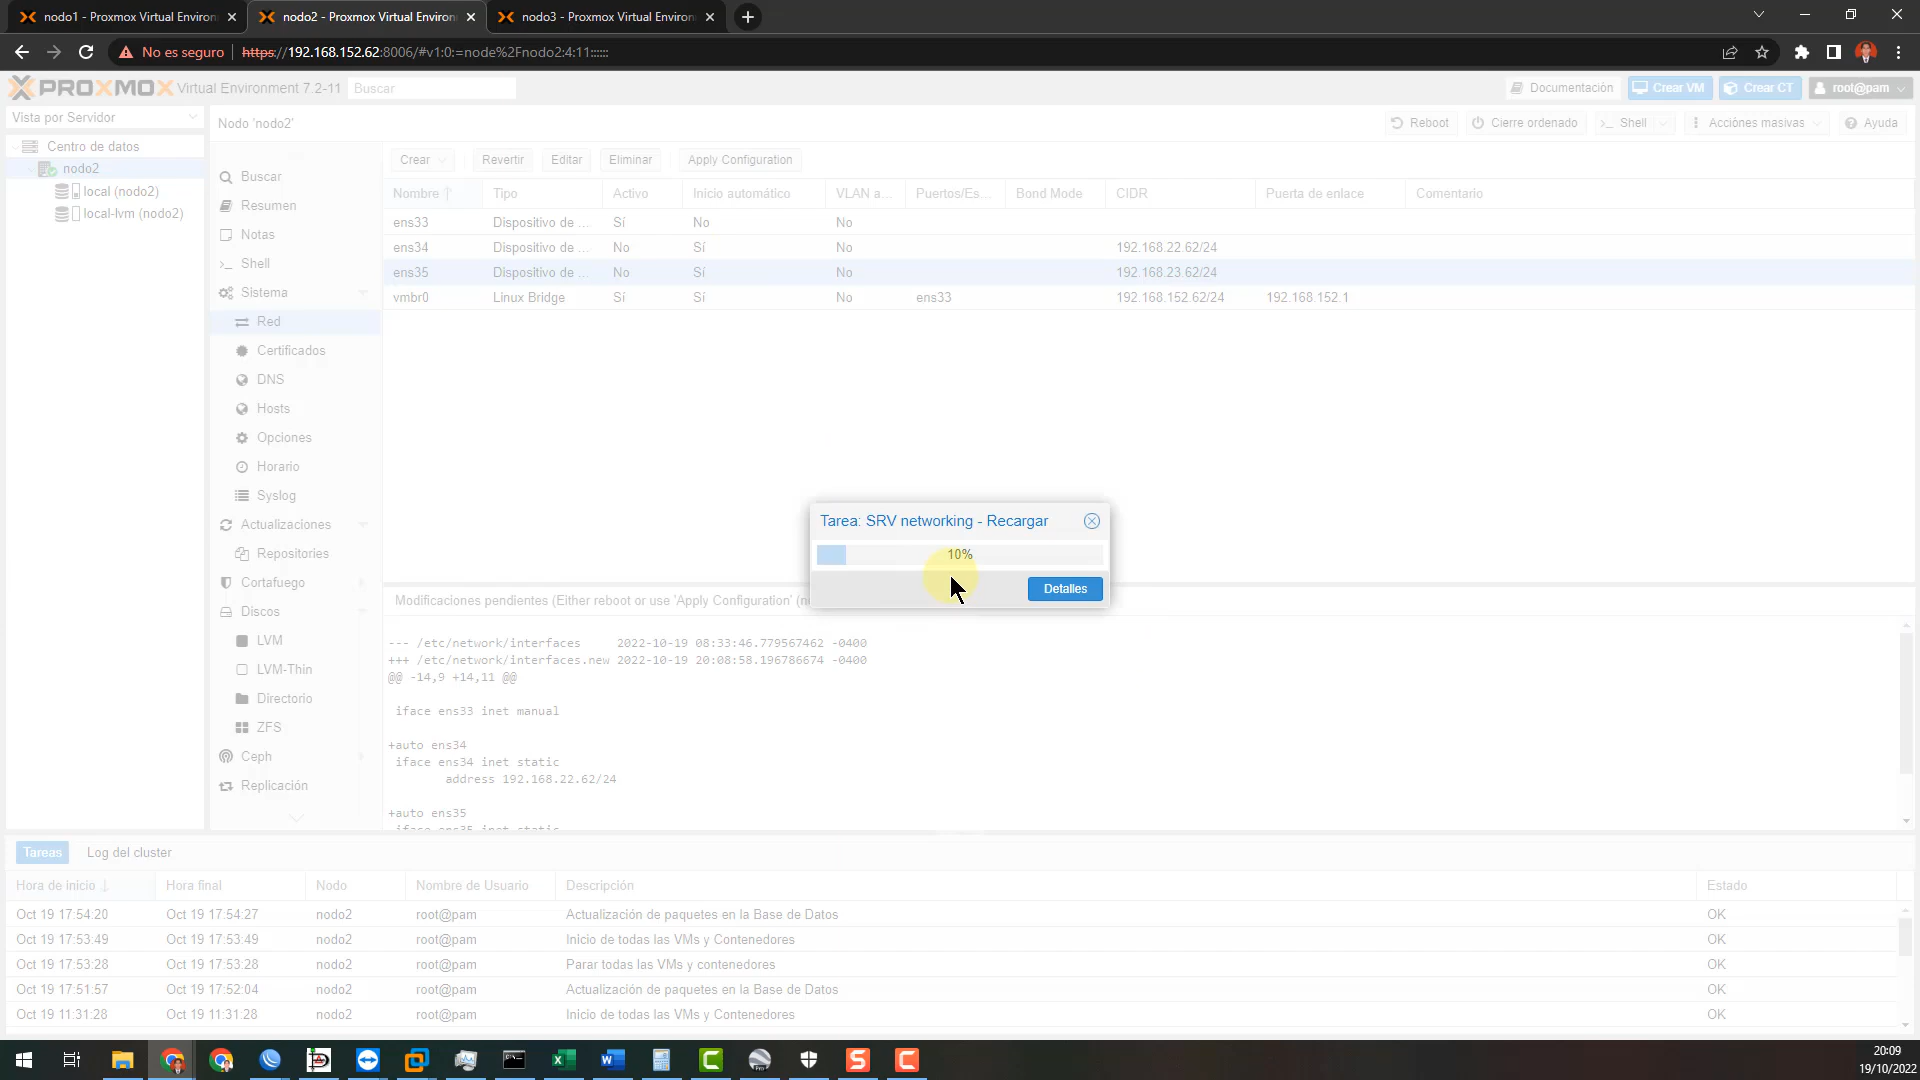 nodo1 - Proxmox Virtual Environ
nodo2 - Proxmox Virtual Environ
nodo3 - Proxmox Virtual Environ
No es seguro
https://192.168.152.62:8006/#v1:0:=node%2Fnodo2:4:11::::::
PROXMOX Virtual Environment 7.2-11
Buscar
Documentación
Crear VM
Crear CT
root@pam
Vista por Servidor
Nodo 'nodo2'
Reboot
Cierre ordenado
Shell
Acciónes masivas
Ayuda
Centro de datos
nodo2
local (nodo2)
local-lvm (nodo2)
Buscar
Resumen
Notas
Shell
Sistema
Red
Certificados
DNS
Hosts
Opciones
Horario
Syslog
Actualizaciones
Repositories
Cortafuego
Discos
LVM
LVM-Thin
Directorio
ZFS
Ceph
Replicación
Crear
Revertir
Editar
Eliminar
Apply Configuration
Nombre Tipo Activo Inicio automático VLAN a... Puertos/Es... Bond Mode CIDR Puerta de enlace Comentario
ens33 Dispositivo de ... Sí No No
ens34 Dispositivo de ... No Sí No 192.168.22.62/24
ens35 Dispositivo de ... No Sí No 192.168.23.62/24
vmbr0 Linux Bridge Sí Sí No ens33 192.168.152.62/24 192.168.152.1
Tarea: SRV networking - Recargar
10%
Detalles
Modificaciones pendientes (Either reboot or use 'Apply Configuration' (n
--- /etc/network/interfaces 2022-10-19 08:33:46.779567462 -0400
+++ /etc/network/interfaces.new 2022-10-19 20:08:58.196786674 -0400
@@ -14,9 +14,11 @@
iface ens33 inet manual
+auto ens34
iface ens34 inet static
address 192.168.22.62/24
+auto ens35
iface ens35 inet static
Tareas
Log del cluster
Hora de inicio Hora final Nodo Nombre de Usuario Descripción Estado
Oct 19 17:54:20 Oct 19 17:54:27 nodo2 root@pam Actualización de paquetes en la Base de Datos OK
Oct 19 17:53:49 Oct 19 17:53:49 nodo2 root@pam Inicio de todas las VMs y Contenedores OK
Oct 19 17:53:28 Oct 19 17:53:28 nodo2 root@pam Parar todas las VMs y contenedores OK
Oct 19 17:51:57 Oct 19 17:52:04 nodo2 root@pam Actualización de paquetes en la Base de Datos OK
Oct 19 11:31:28 Oct 19 11:31:28 nodo2 root@pam Inicio de todas las VMs y Contenedores OK
20:09
19/10/2022